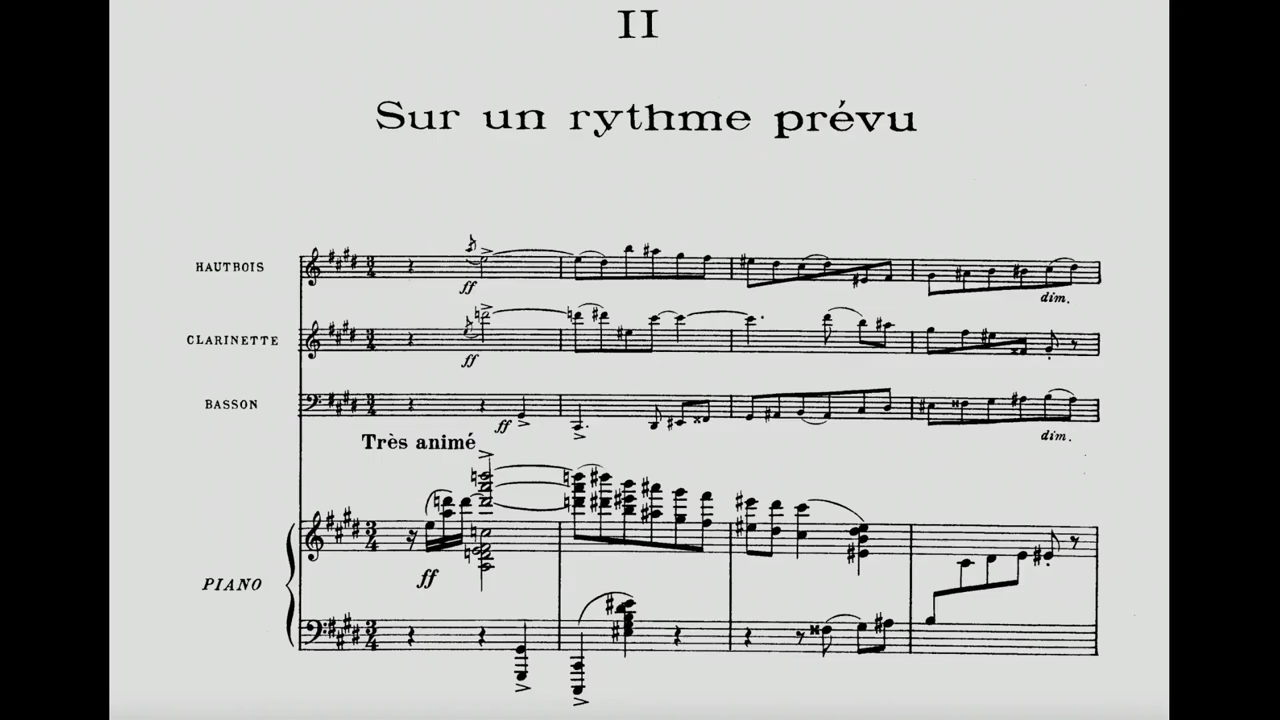 II
Sur un rythme prévu
HAUTBOIS
ff
dim.
CLARINETTE
ff
BASSON
ff
dim.
Très animé
PIANO
ff